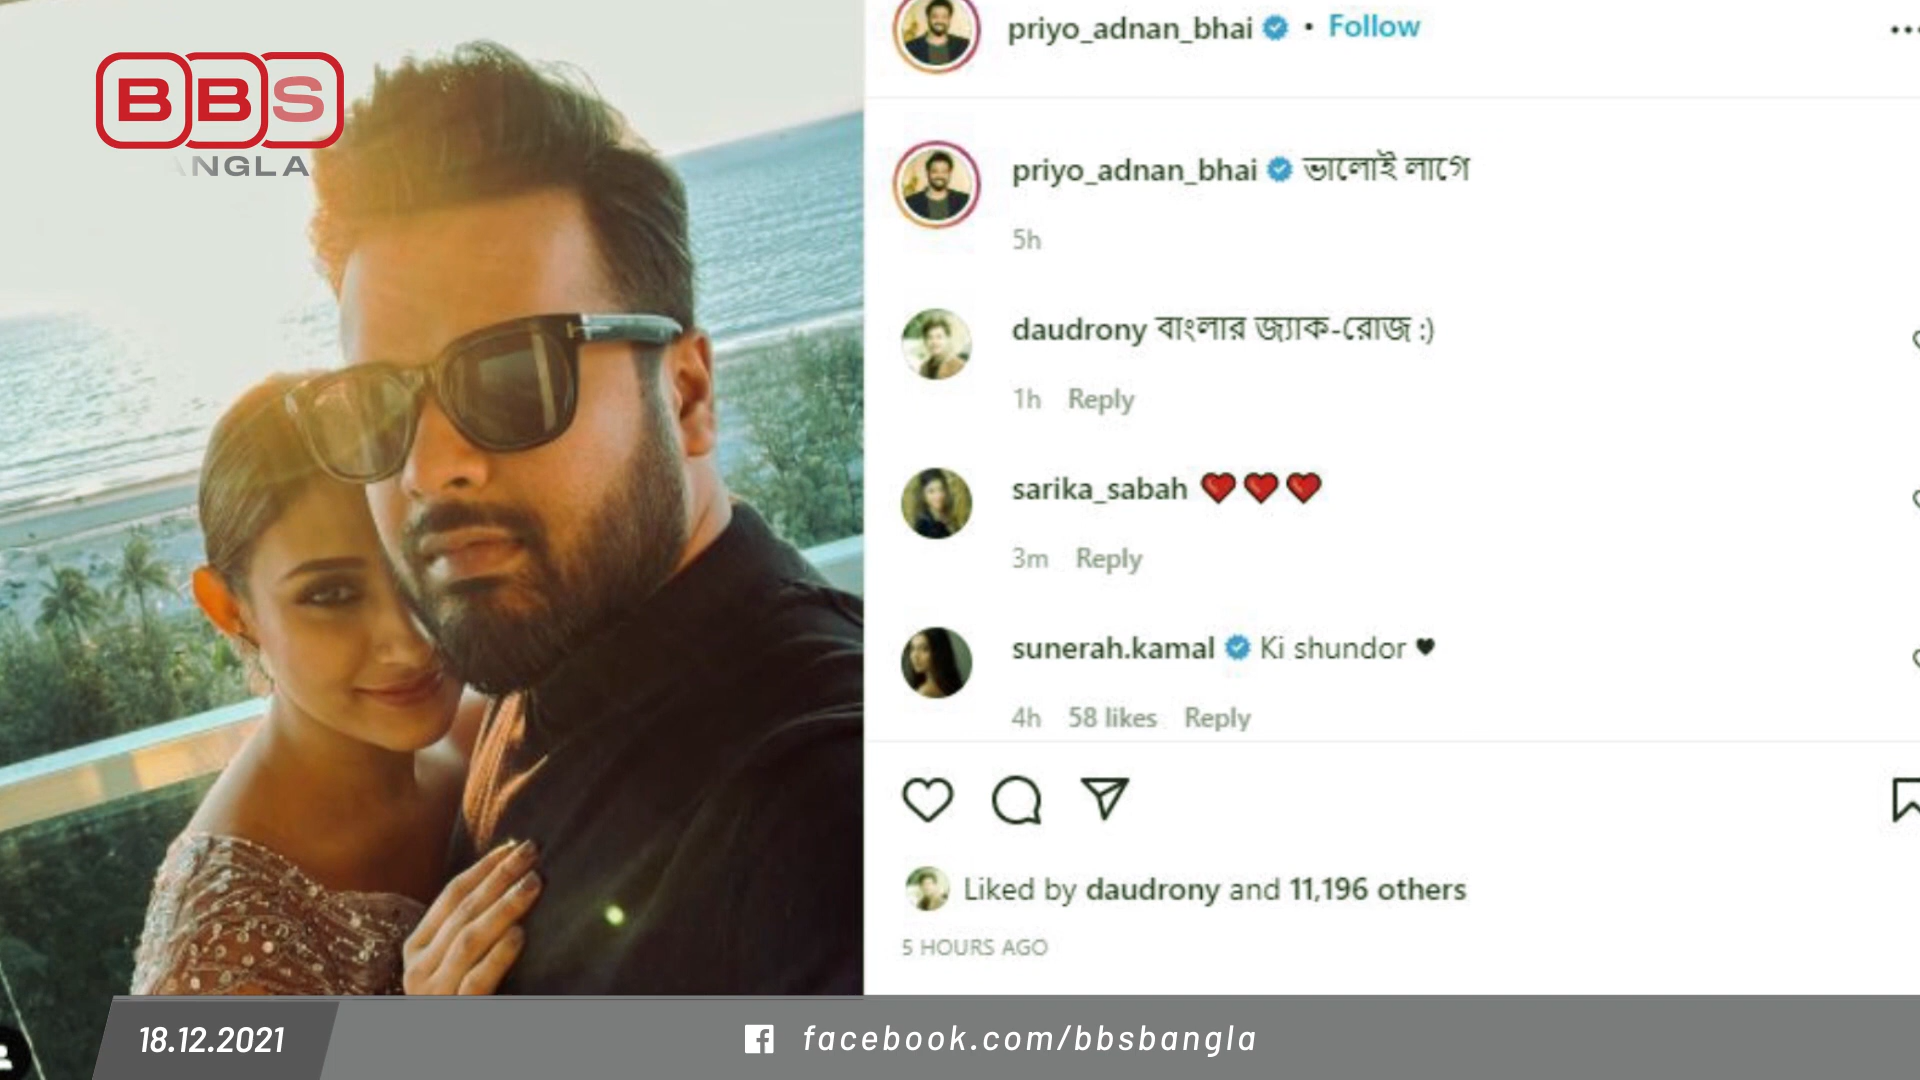 BBS
ANGLA
priyo_adnan_bhai • Follow
priyo_adnan_bhai ভালোই লাগে
5h
daudrony বাংলার জ্যাক-রোজ :)
1h Reply
sarika_sabah ❤❤❤
3m Reply
sunerah.kamal Ki shundor ♥
4h 58 likes Reply
Liked by daudrony and 11,196 others
5 HOURS AGO
18.12.2021
facebook.com/bbsbangla